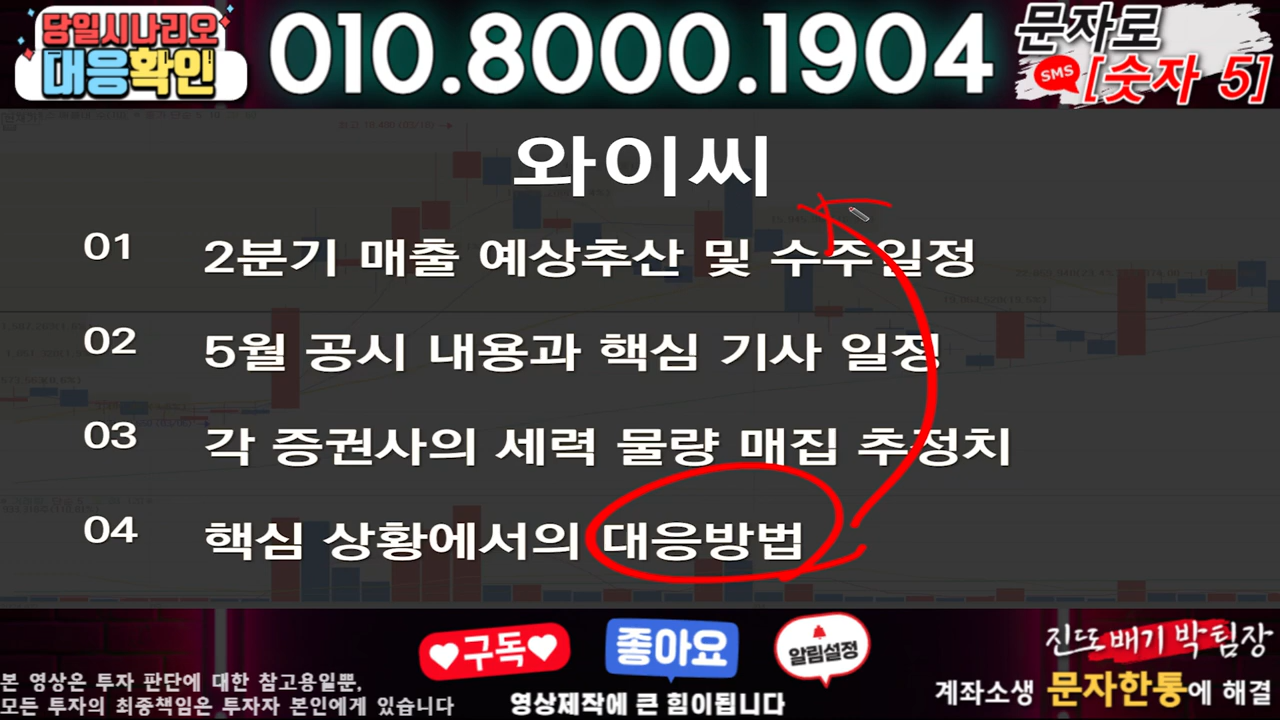 당일시나리오
대응확인
010.8000.1904
문자로
SMS
[숫자 5]
와이씨
01 2분기 매출 예상추산 및 수주일정
02 5월 공시 내용과 핵심 기사 일정
03 각 증권사의 세력 물량 매집 추정치
04 핵심 상황에서의 대응방법
구독
좋아요
알림설정
영상제작에 큰 힘이됩니다
본 영상은 투자 판단에 대한 참고용일뿐,
모든 투자의 최종책임은 투자자 본인에게 있습니다
진또배기 박팀장
계좌소생 문자한통에 해결